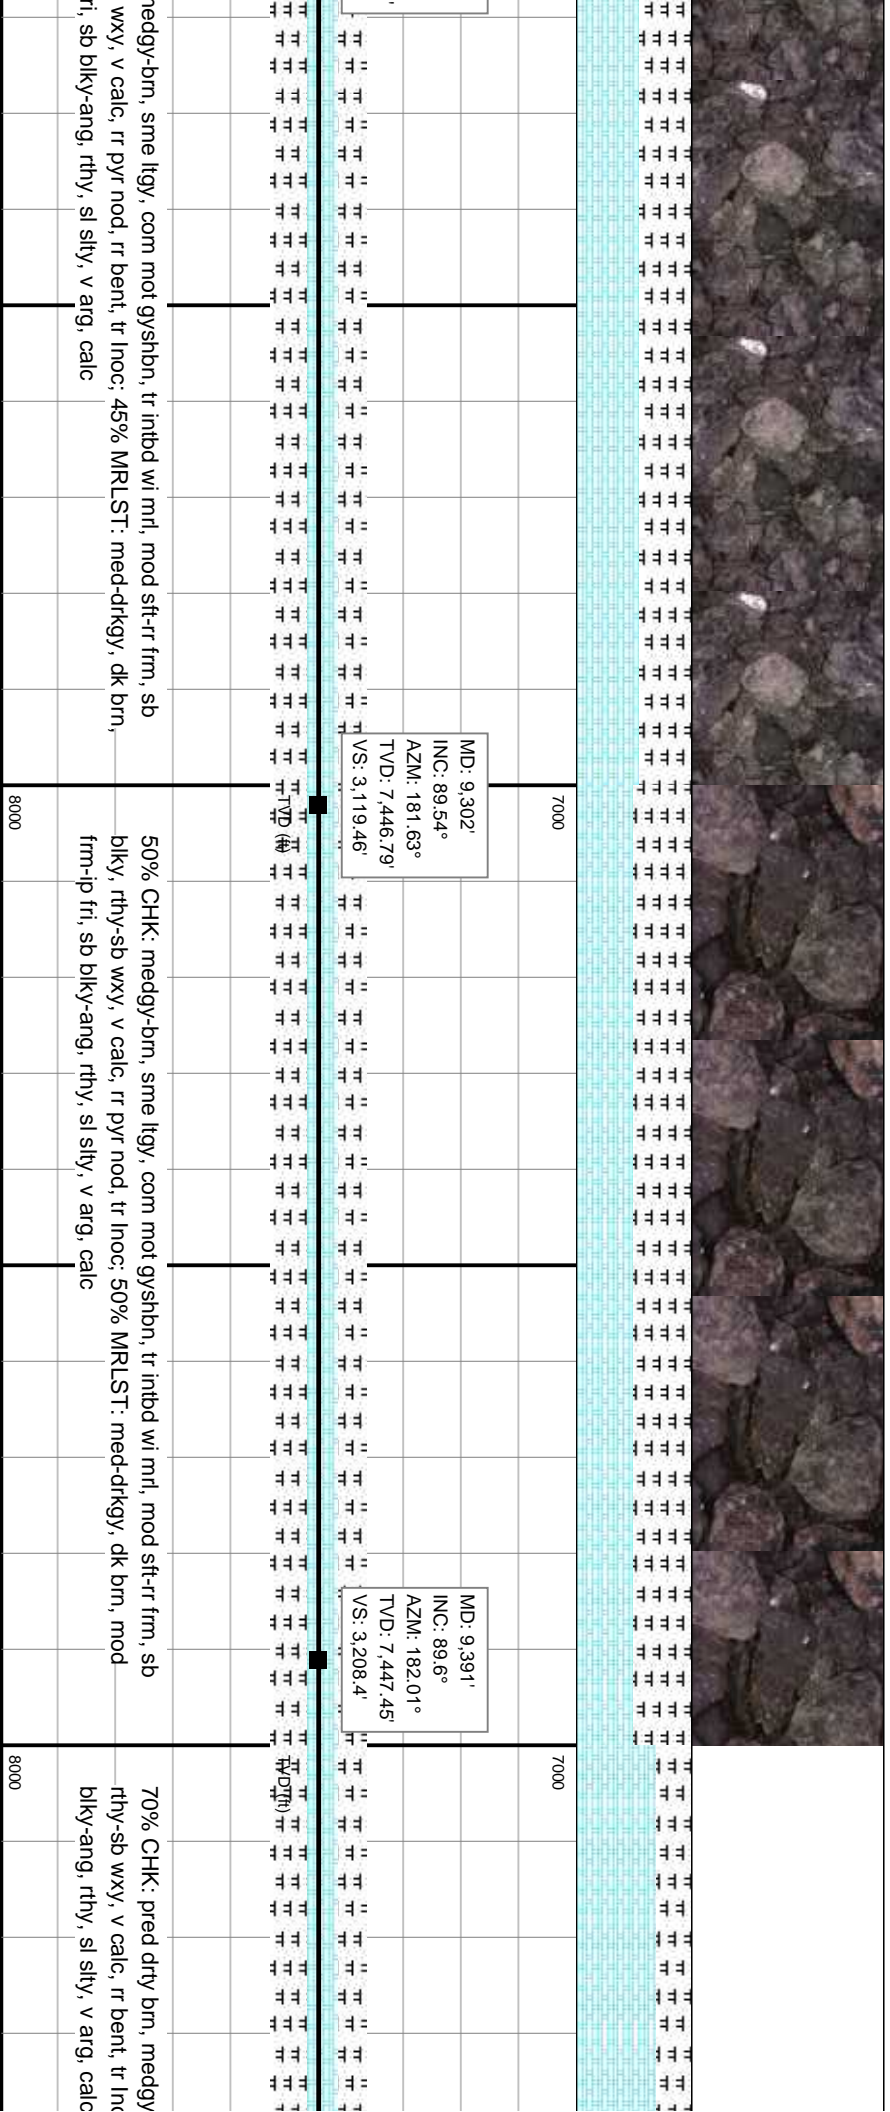 nedgy-brn, sme ltgy, com mot gyshbn, tr intbd wi mrl, mod sft-rr frm, sb
wxy, v calc, rr pyr nod, rr bent, tr Inoc; 45% MRLST: med-drkgy, dk brn,
ri, sb blky-ang, rthy, sl slty, v arg, calc
MD: 9,302'
INC: 89.54°
AZM: 181.63°
TVD: 7,446.79'
VS: 3,119.46'
7000
TVD (ft)
8000
50% CHK: medgy-brn, sme ltgy, com mot gyshbn, tr intbd wi mrl, mod sft-rr frm, sb
blky, rthy-sb wxy, v calc, rr pyr nod, tr Inoc; 50% MRLST: med-drkgy, dk brn, mod
frm-ip fri, sb blky-ang, rthy, sl slty, v arg, calc
MD: 9,391'
INC: 89.6°
AZM: 182.01°
TVD: 7,447.45'
VS: 3,208.4'
7000
TVD (ft)
8000
70% CHK: pred drty brn, medgy
rthy-sb wxy, v calc, rr bent, tr Ino
blky-ang, rthy, sl slty, v arg, calc